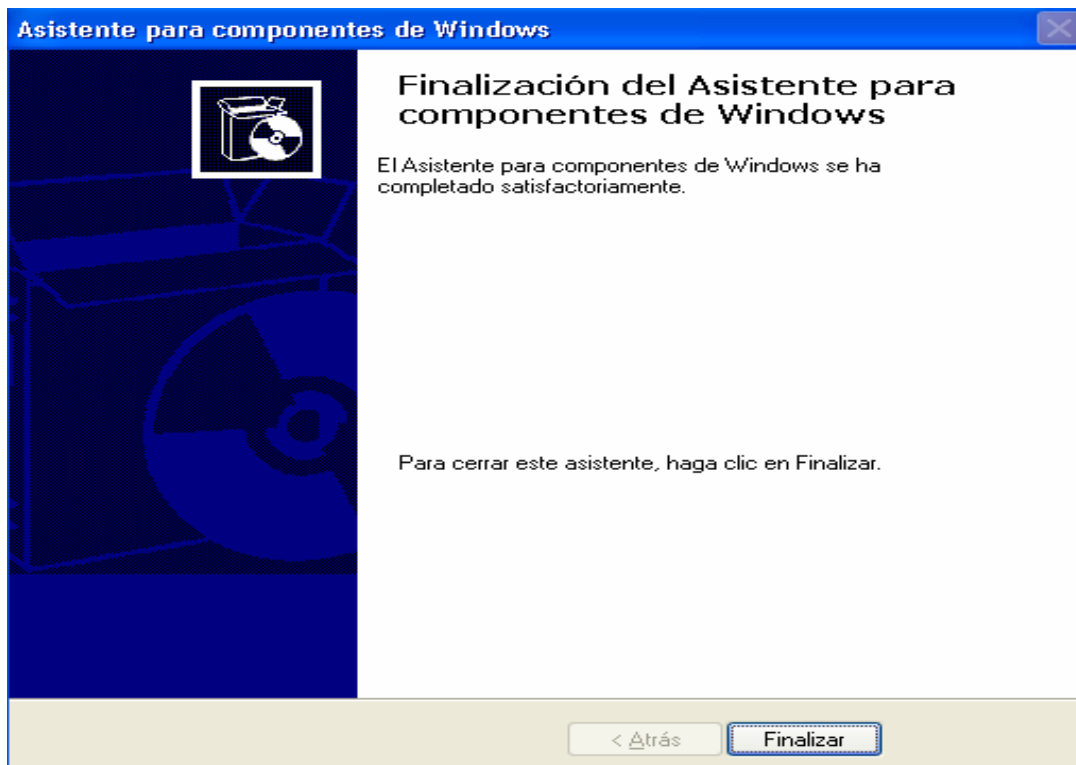 Asistente para componentes de Windows
Finalización del Asistente para
componentes de Windows
El Asistente para componentes de Windows se ha
completado satisfactoriamente.
Para cerrar este asistente, haga clic en Finalizar.
< Atrás
Finalizar